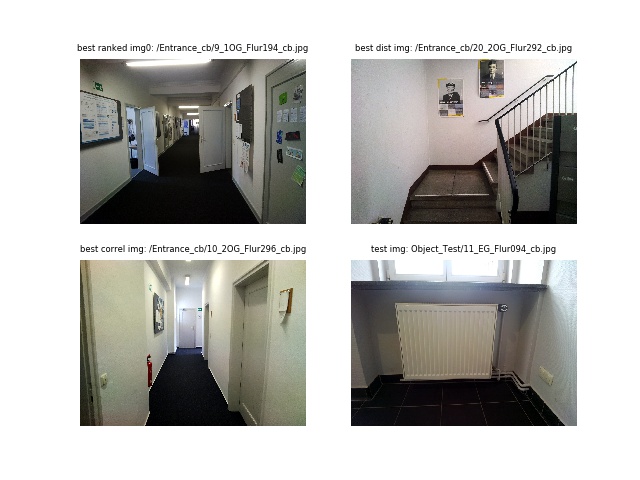 best ranked img0: /Entrance_cb/9_1OG_Flur194_cb.jpg
best dist img: /Entrance_cb/20_2OG_Flur292_cb.jpg
best correl img: /Entrance_cb/10_2OG_Flur296_cb.jpg
test img: Object_Test/11_EG_Flur094_cb.jpg